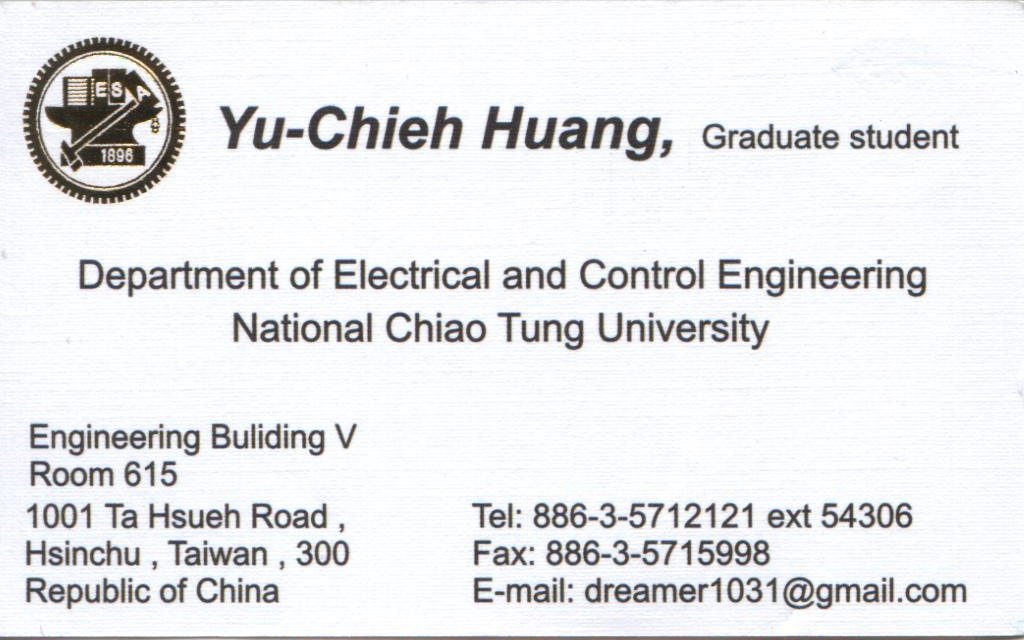 ESA
1896
Yu-Chieh Huang, Graduate student
Department of Electrical and Control Engineering
National Chiao Tung University
Engineering Buliding V
Room 615
1001 Ta Hsueh Road ,
Hsinchu , Taiwan , 300
Republic of China
Tel: 886-3-5712121 ext 54306
Fax: 886-3-5715998
E-mail: dreamer1031@gmail.com